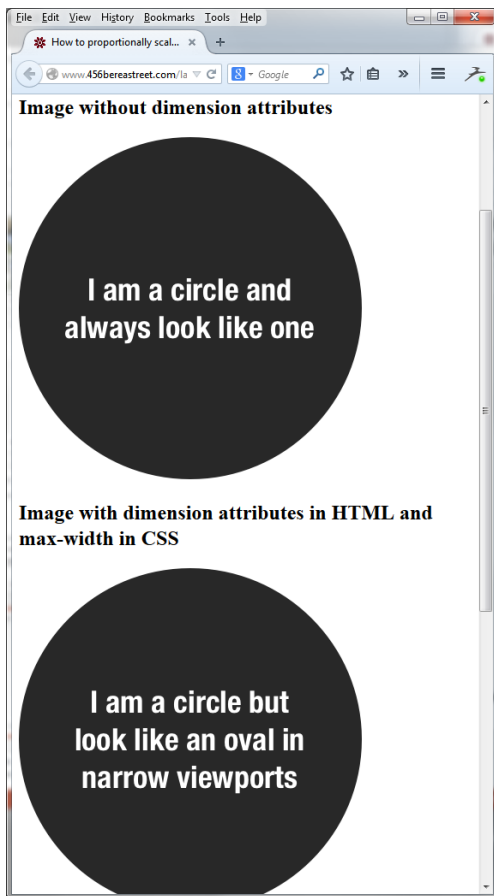 File Edit View History Bookmarks Tools Help
How to proportionally scal...
www.456bereastreet.com/la
8 Google
Image without dimension attributes
I am a circle and
always look like one
Image with dimension attributes in HTML and
max-width in CSS
I am a circle but
look like an oval in
narrow viewports